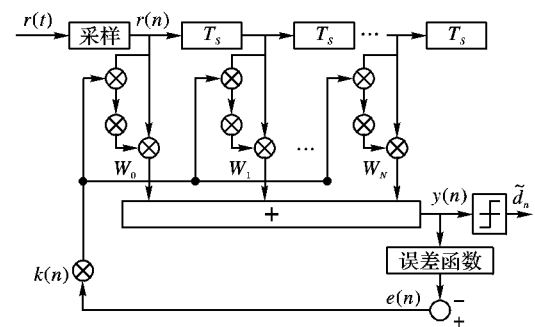 r(t) 采样 r(n) T_S T_S … T_S
W_0 W_1 … W_N
+ y(n) d̃_n
误差函数
k(n) e(n) −
+